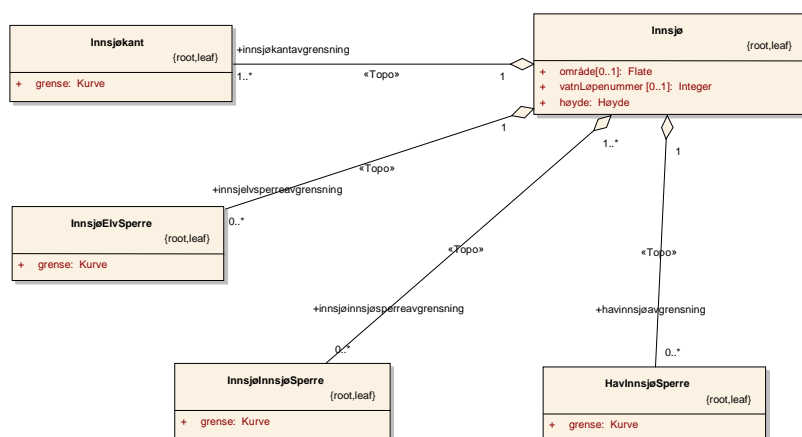 Innsjøkant
{root,leaf}
+ grense: Kurve
+innsjøkantavgrensning
1..*
«Topo»
1
Innsjø
{root,leaf}
+ område[0..1]: Flate
+ vatnLøpenummer [0..1]: Integer
+ høyde: Høyde
1
«Topo»
+innsjelvsperreavgrensning
0..*
1..*
«Topo»
+innsjøinnsjøsperreavgrensning
0..*
1
«Topo»
+havinnsjøavgrensning
0..*
InnsjøElvSperre
{root,leaf}
+ grense: Kurve
InnsjøInnsjøSperre
{root,leaf}
+ grense: Kurve
HavInnsjøSperre
{root,leaf}
+ grense: Kurve